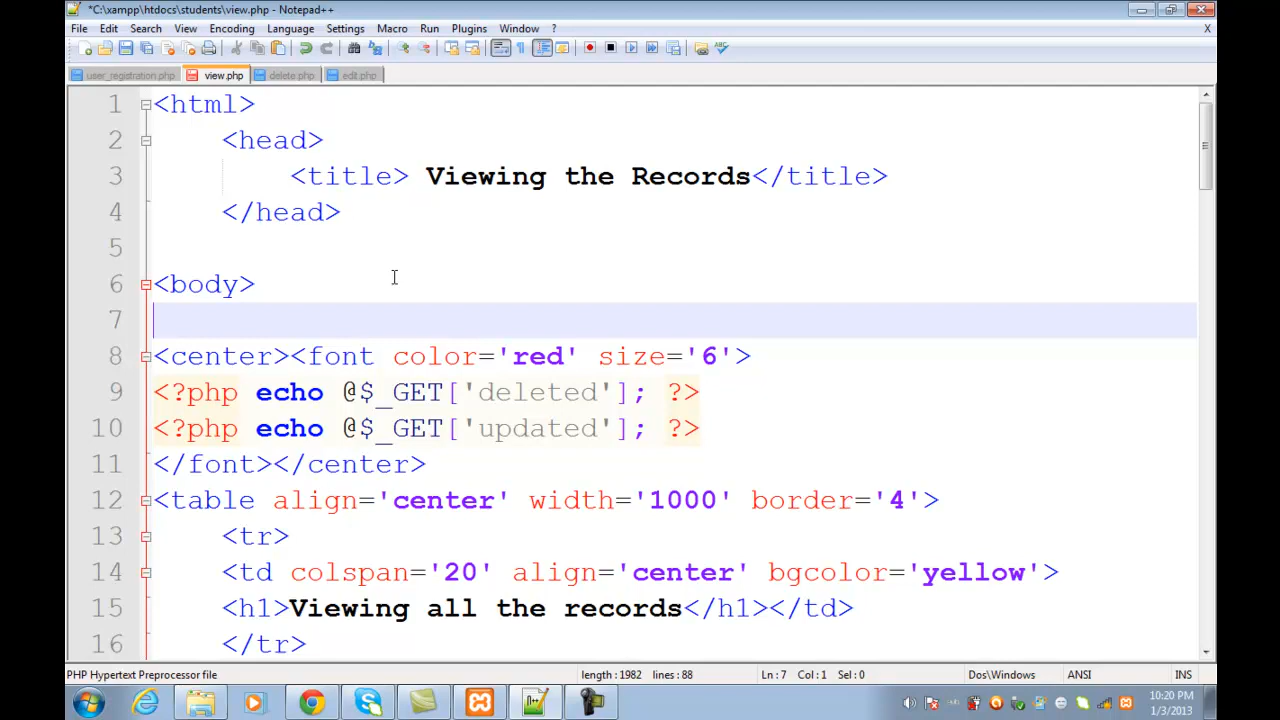 *C:\xampp\htdocs\students\view.php - Notepad++
File Edit Search View Encoding Language Settings Macro Run Plugins Window ? X
user_registration.php view.php delete.php edit.php
1 <html>
2 <head>
3 <title> Viewing the Records</title>
4 </head>
5
6 <body>
7
8 <center><font color='red' size='6'>
9 <?php echo @$_GET['deleted']; ?>
10 <?php echo @$_GET['updated']; ?>
11 </font></center>
12 <table align='center' width='1000' border='4'>
13 <tr>
14 <td colspan='20' align='center' bgcolor='yellow'>
15 <h1>Viewing all the records</h1></td>
16 </tr>
PHP Hypertext Preprocessor file length : 1982 lines : 88 Ln : 7 Col : 1 Sel : 0 Dos\Windows ANSI INS
10:20 PM
1/3/2013